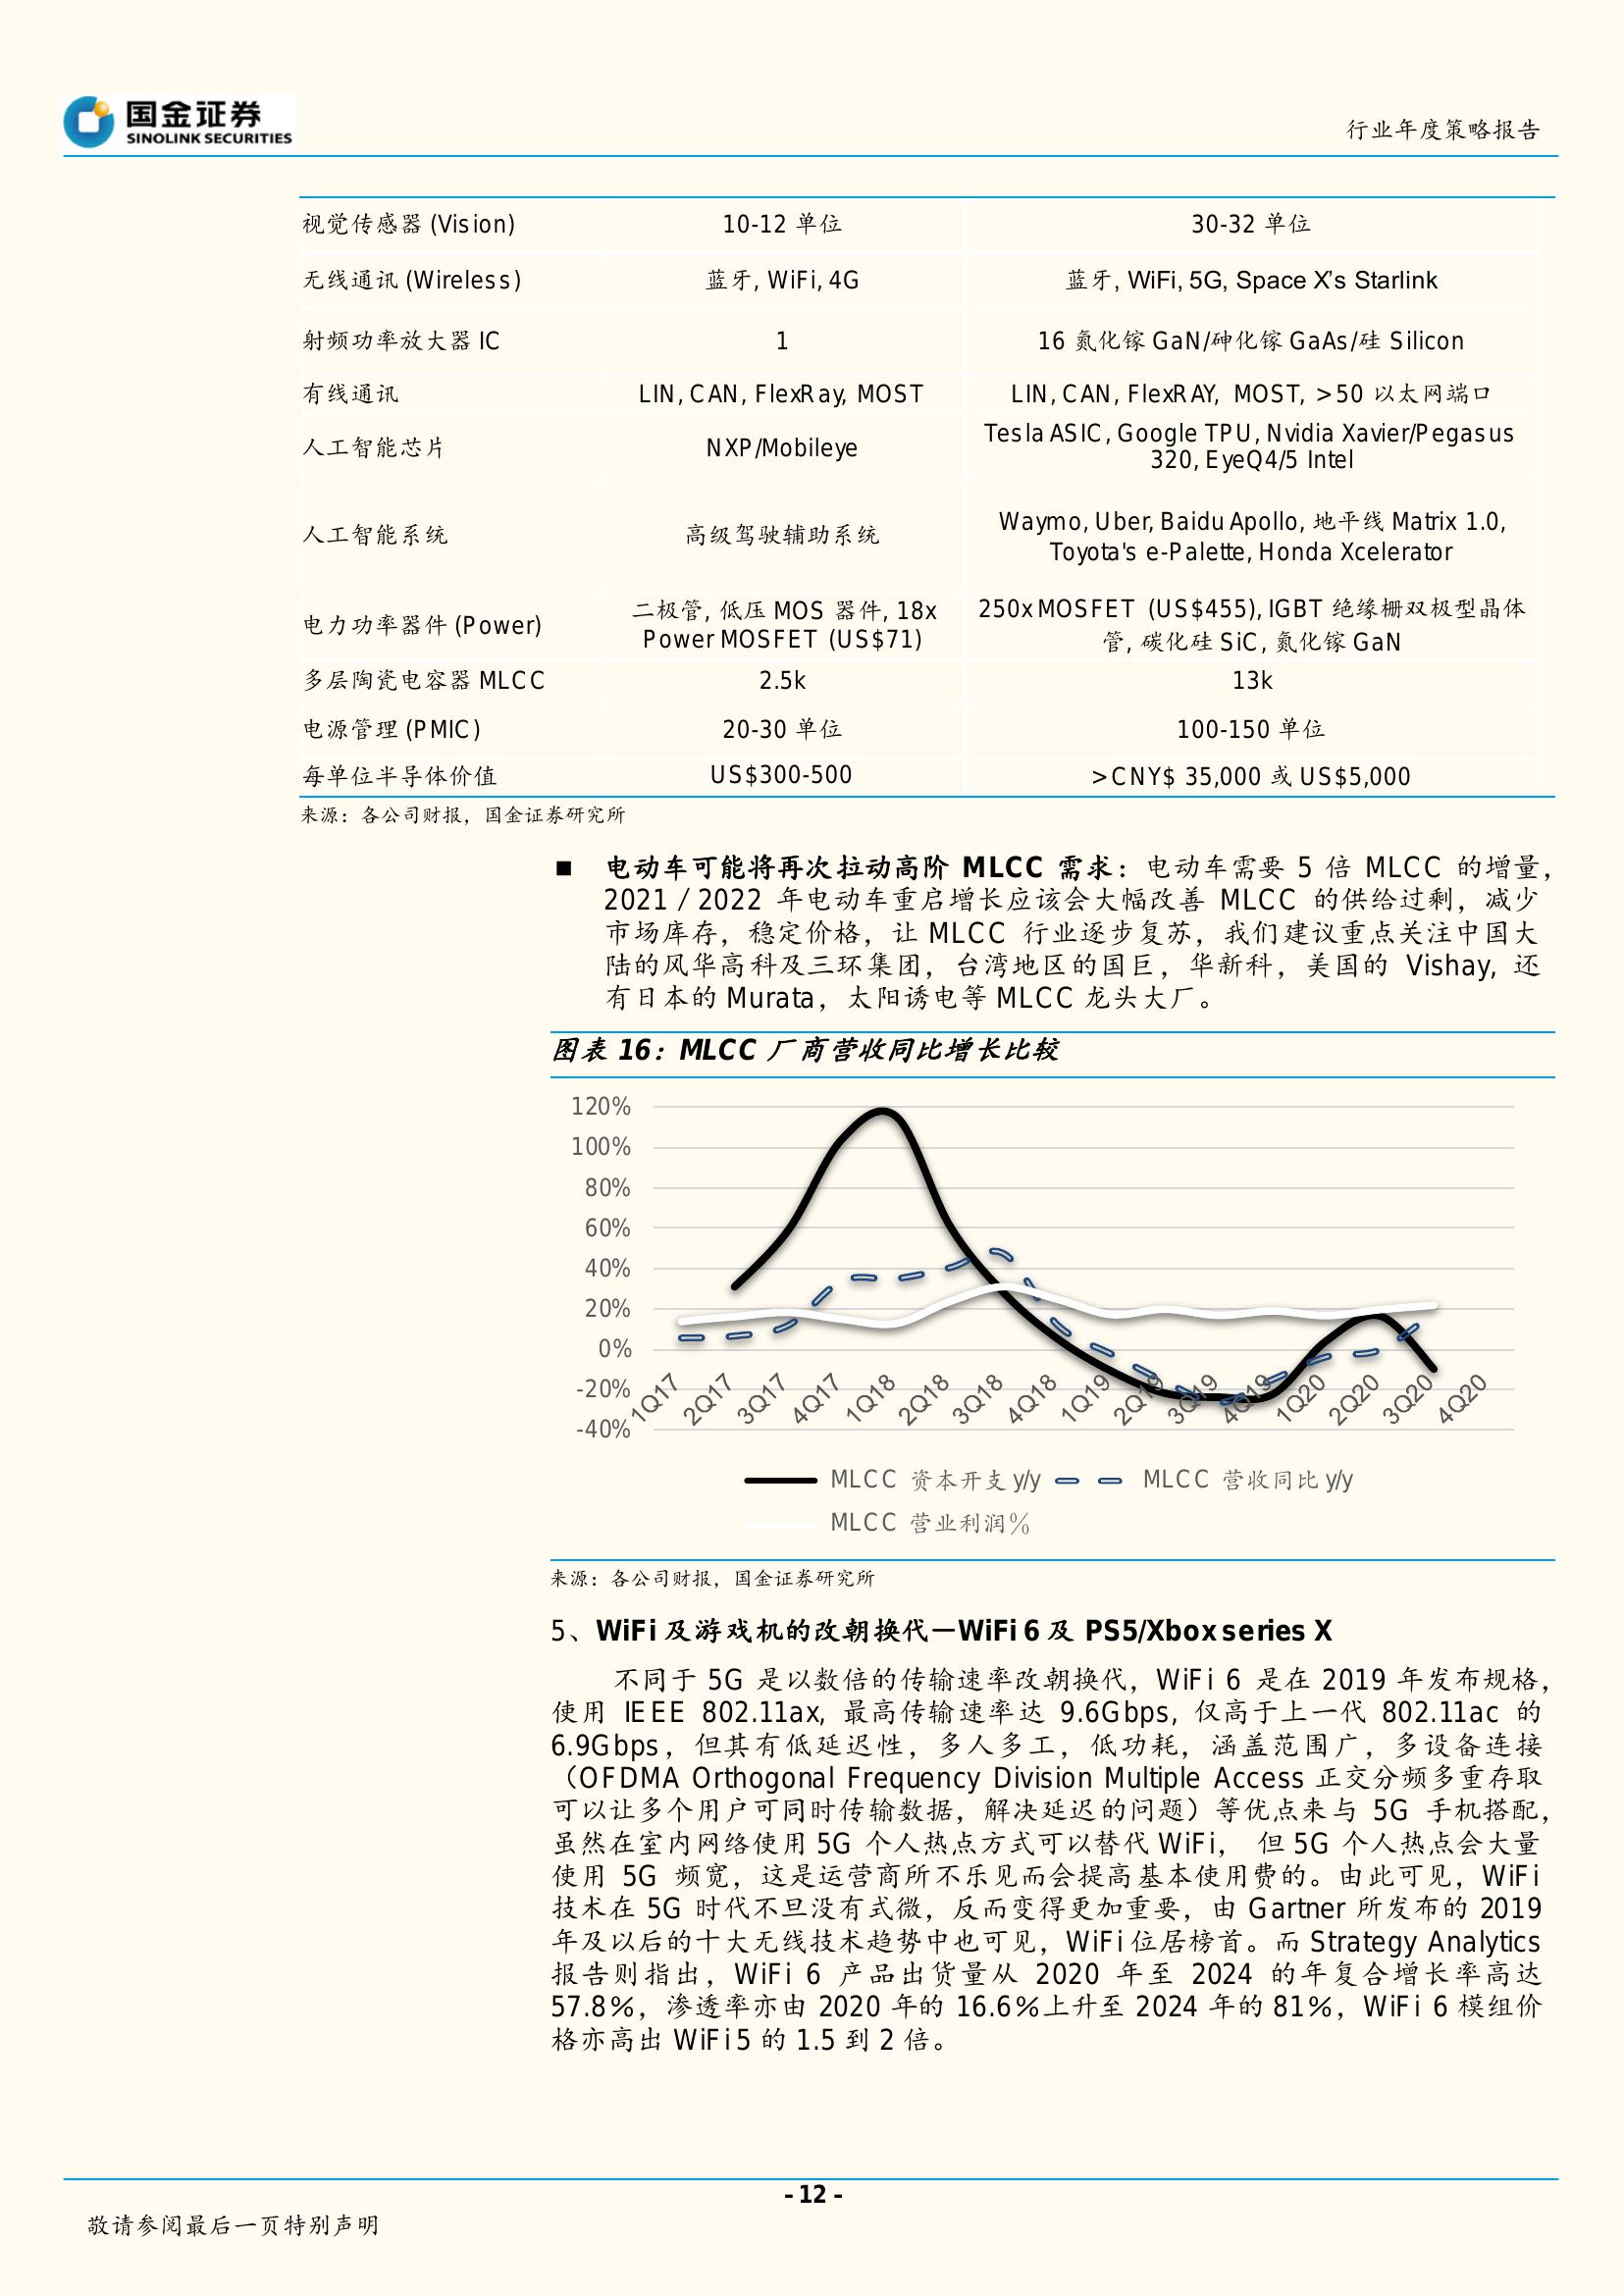 国金证券
SINOLINK SECURITIES
行业年度策略报告
视觉传感器 (Vision) 10-12 单位 30-32 单位
无线通讯 (Wireless) 蓝牙, WiFi, 4G 蓝牙, WiFi, 5G, Space X's Starlink
射频功率放大器 IC 1 16 氮化镓 GaN/砷化镓 GaAs/硅 Silicon
有线通讯 LIN, CAN, FlexRay, MOST LIN, CAN, FlexRAY, MOST, >50 以太网端口
人工智能芯片 NXP/Mobileye Tesla ASIC, Google TPU, Nvidia Xavier/Pegasus
320, EyeQ4/5 Intel
人工智能系统 高级驾驶辅助系统 Waymo, Uber, Baidu Apollo, 地平线 Matrix 1.0,
Toyota's e-Palette, Honda Xcelerator
电力功率器件 (Power) 二极管, 低压 MOS 器件, 18x 250x MOSFET (US$455), IGBT 绝缘栅双极型晶体
Power MOSFET (US$71) 管, 碳化硅 SiC, 氮化镓 GaN
多层陶瓷电容器 MLCC 2.5k 13k
电源管理 (PMIC) 20-30 单位 100-150 单位
每单位半导体价值 US$300-500 >CNY$ 35,000 或 US$5,000
来源：各公司财报，国金证券研究所
■ 电动车可能将再次拉动高阶 MLCC 需求：电动车需要 5 倍 MLCC 的增量，
2021 / 2022 年电动车重启增长应该会大幅改善 MLCC 的供给过剩，减少
市场库存，稳定价格，让 MLCC 行业逐步复苏，我们建议重点关注中国大
陆的风华高科及三环集团，台湾地区的国巨，华新科，美国的 Vishay, 还
有日本的 Murata，太阳诱电等 MLCC 龙头大厂。
图表 16：MLCC 厂商营收同比增长比较
120%
100%
80%
60%
40%
20%
0%
-20%
-40%
1Q17 2Q17 3Q17 4Q17 1Q18 2Q18 3Q18 4Q18 1Q19 2Q19 3Q19 4Q19 1Q20 2Q20 3Q20 4Q20
MLCC 资本开支 y/y MLCC 营收同比 y/y
MLCC 营业利润%
来源：各公司财报，国金证券研究所
5、WiFi 及游戏机的改朝换代—WiFi 6 及 PS5/Xbox series X
不同于 5G 是以数倍的传输速率改朝换代，WiFi 6 是在 2019 年发布规格，
使用 IEEE 802.11ax, 最高传输速率达 9.6Gbps, 仅高于上一代 802.11ac 的
6.9Gbps，但其有低延迟性，多人多工，低功耗，涵盖范围广，多设备连接
（OFDMA Orthogonal Frequency Division Multiple Access 正交分频多重存取
可以让多个用户可同时传输数据，解决延迟的问题）等优点来与 5G 手机搭配，
虽然在室内网络使用 5G 个人热点方式可以替代 WiFi， 但 5G 个人热点会大量
使用 5G 频宽，这是运营商所不乐见而会提高基本使用费的。由此可见，WiFi
技术在 5G 时代不旦没有式微，反而变得更加重要，由 Gartner 所发布的 2019
年及以后的十大无线技术趋势中也可见，WiFi 位居榜首。而 Strategy Analytics
报告则指出，WiFi 6 产品出货量从 2020 年至 2024 的年复合增长率高达
57.8%，渗透率亦由 2020 年的 16.6%上升至 2024 年的 81%，WiFi 6 模组价
格亦高出 WiFi 5 的 1.5 到 2 倍。
- 12 -
敬请参阅最后一页特别声明